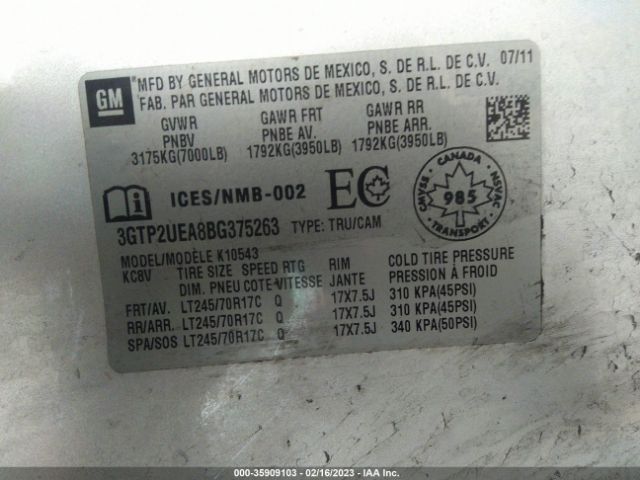 GM
MFD BY GENERAL MOTORS DE MEXICO, S. DE R.L. DE C.V. 07/11
FAB. PAR GENERAL MOTORS DE MEXICO, S. DE R.L. DE C.V.
GVWR GAWR FRT GAWR RR
PNBV PNBE AV. PNBE ARR.
3175KG(7000LB) 1792KG(3950LB) 1792KG(3950LB)
i ICES/NMB-002 EC
CANADA
CMVSS 985 NSVAC
TRANSPORT
3GTP2UEA8BG375263 TYPE: TRU/CAM
MODEL/MODÈLE K10543
KC8V TIRE SIZE SPEED RTG RIM COLD TIRE PRESSURE
DIM. PNEU COTE VITESSE JANTE PRESSION À FROID
FRT/AV. LT245/70R17C Q 17X7.5J 310 KPA(45PSI)
RR/ARR. LT245/70R17C Q 17X7.5J 310 KPA(45PSI)
SPA/SOS LT245/70R17C Q 17X7.5J 340 KPA(50PSI)
000-35909103 - 02/16/2023 - IAA Inc.